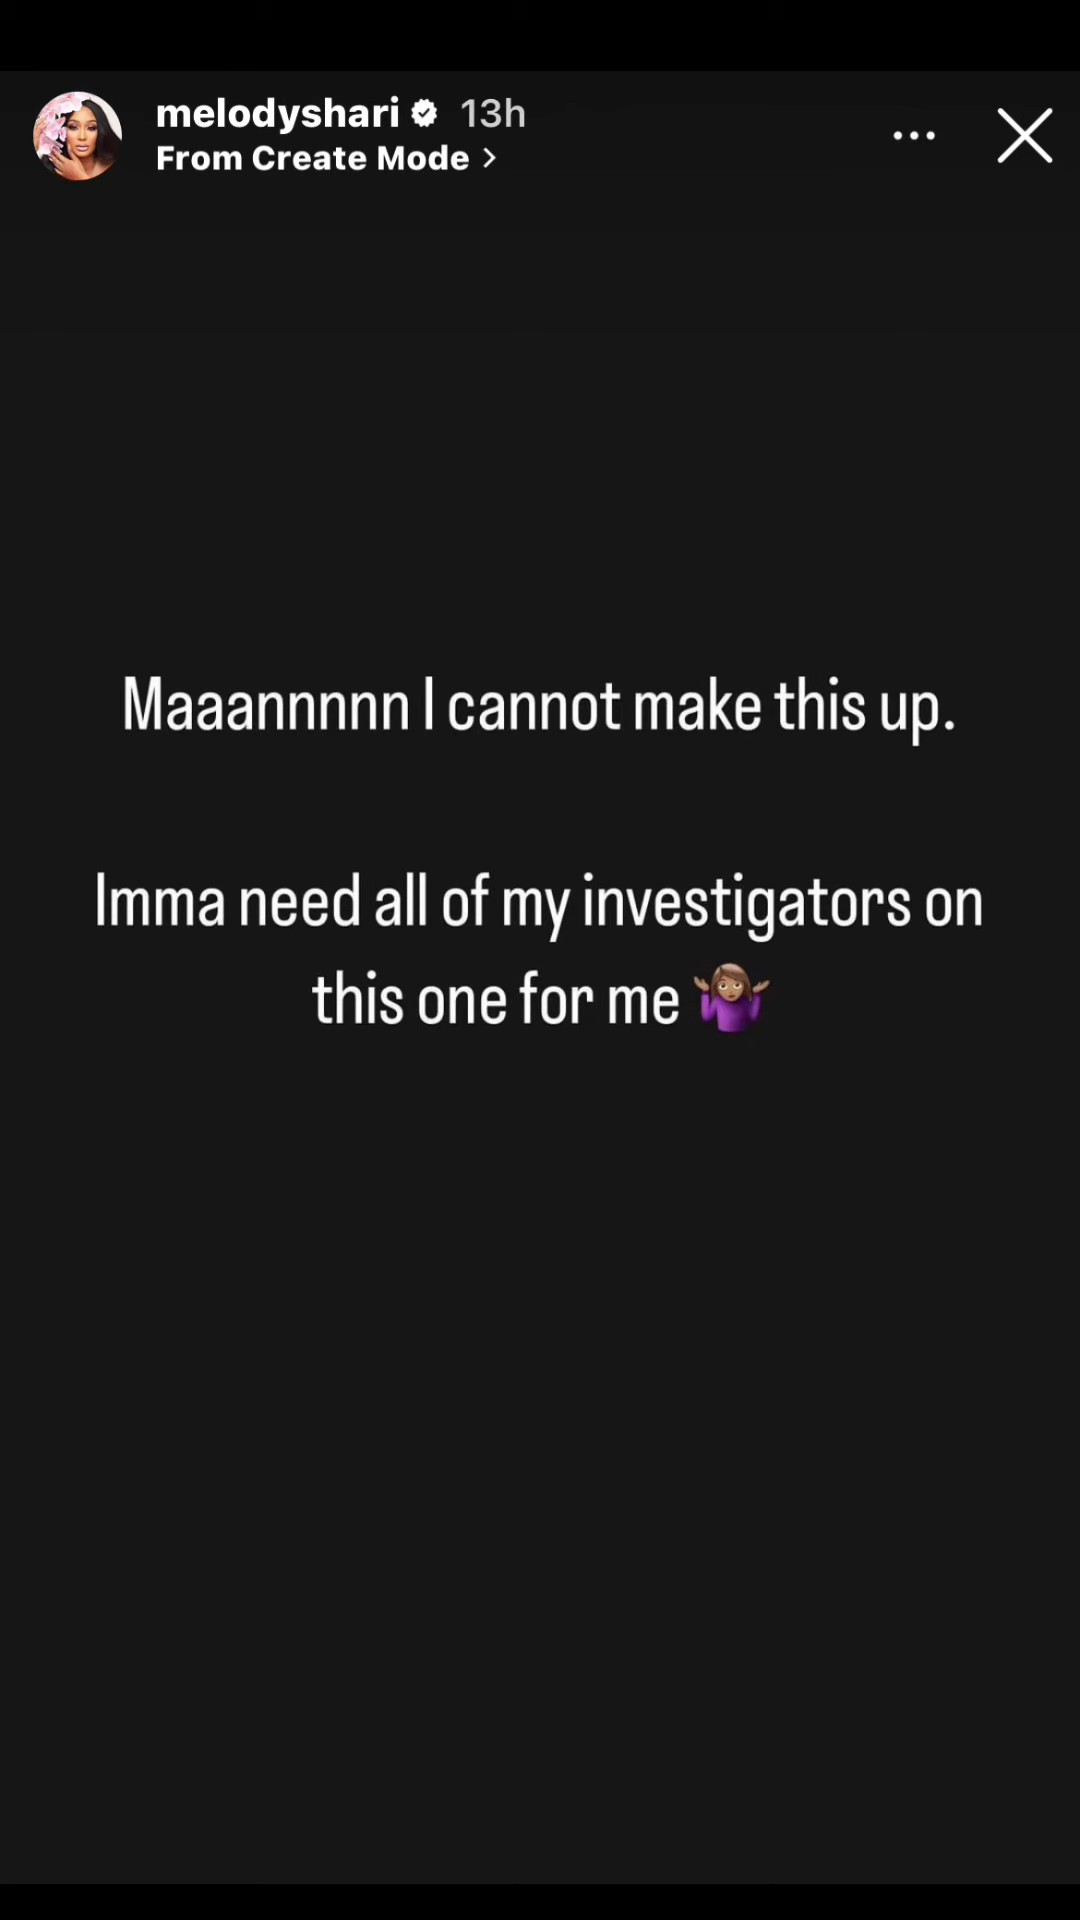 melodyshari 13h
From Create Mode >
Maaannnnn I cannot make this up.
Imma need all of my investigators on
this one for me 🤷🏽‍♀️